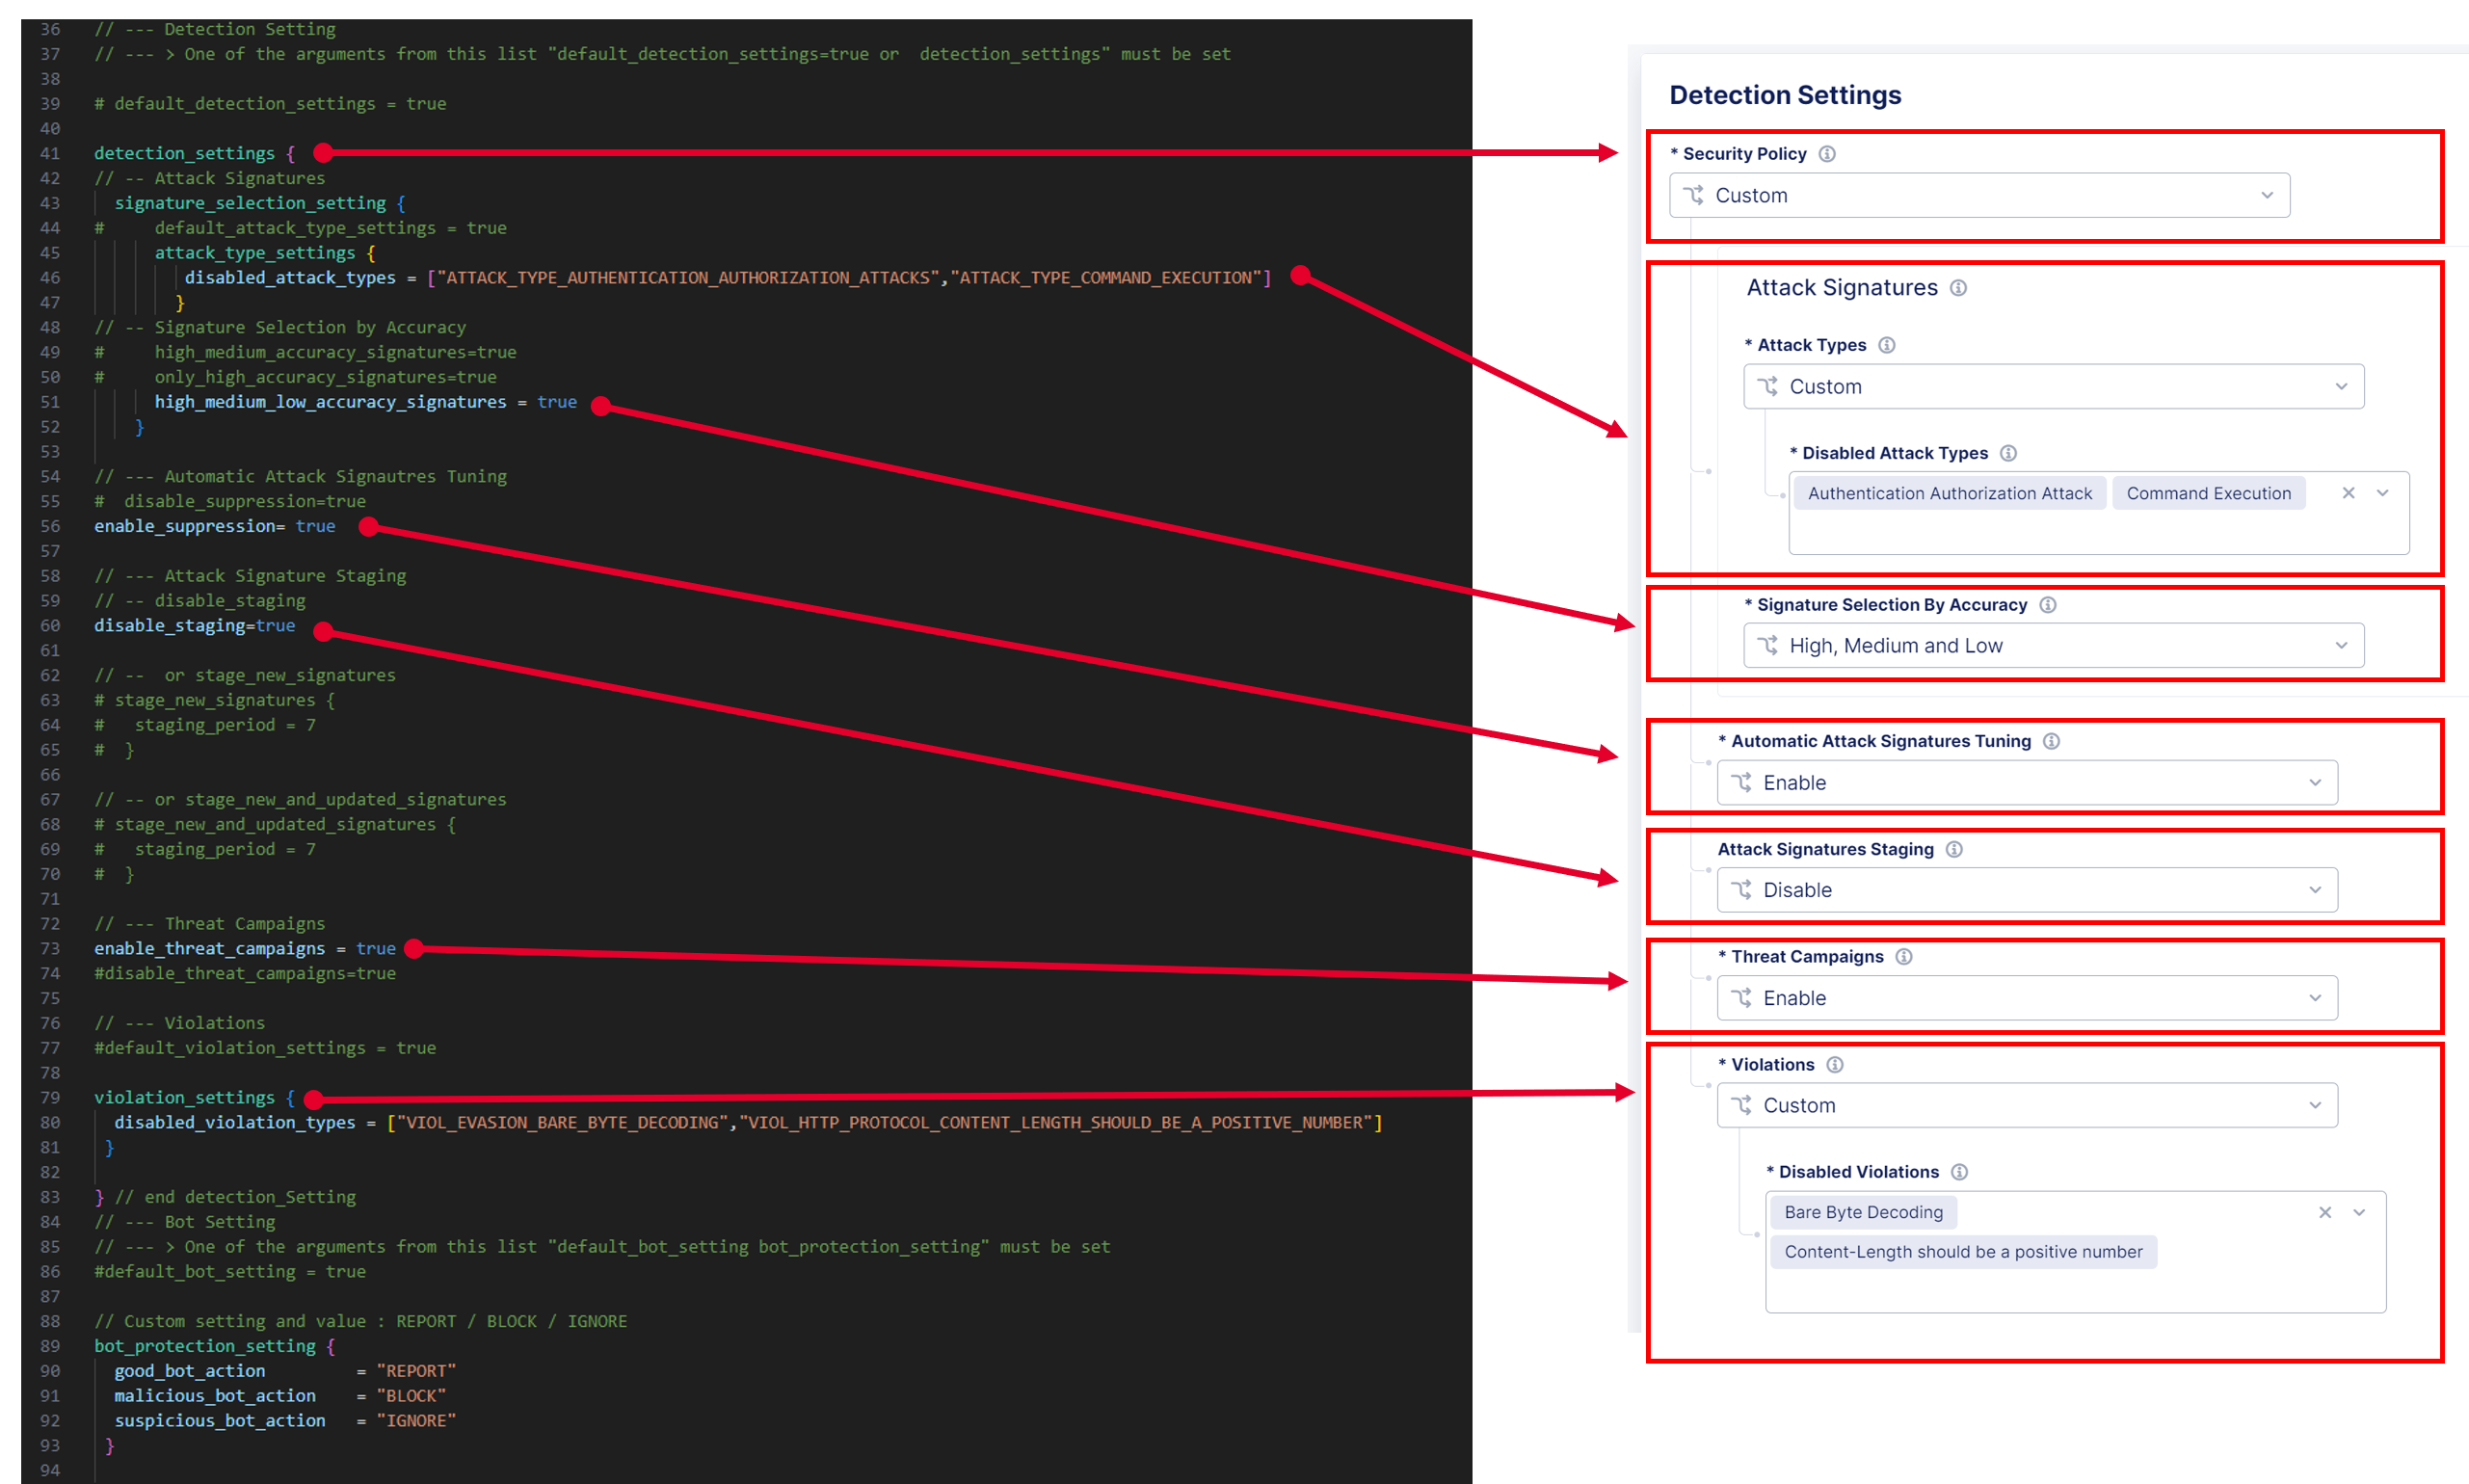 36 // --- Detection Setting
37 // --- > One of the arguments from this list "default_detection_settings=true or  detection_settings" must be set
38
39 # default_detection_settings = true
40
41 detection_settings {
42 // -- Attack Signatures
43   signature_selection_setting {
44 #     default_attack_type_settings = true
45       attack_type_settings {
46          disabled_attack_types = ["ATTACK_TYPE_AUTHENTICATION_AUTHORIZATION_ATTACKS","ATTACK_TYPE_COMMAND_EXECUTION"]
47         }
48 // -- Signature Selection by Accuracy
49 #     high_medium_accuracy_signatures=true
50 #     only_high_accuracy_signatures=true
51       high_medium_low_accuracy_signatures = true
52     }
53
54 // --- Automatic Attack Signautres Tuning
55 #  disable_suppression=true
56 enable_suppression= true
57
58 // --- Attack Signature Staging
59 // -- disable_staging
60 disable_staging=true
61
62 // --  or stage_new_signatures
63 # stage_new_signatures {
64 #   staging_period = 7
65 #  }
66
67 // -- or stage_new_and_updated_signatures
68 # stage_new_and_updated_signatures {
69 #   staging_period = 7
70 #  }
71
72 // --- Threat Campaigns
73 enable_threat_campaigns = true
74 #disable_threat_campaigns=true
75
76 // --- Violations
77 #default_violation_settings = true
78
79 violation_settings {
80   disabled_violation_types = ["VIOL_EVASION_BARE_BYTE_DECODING","VIOL_HTTP_PROTOCOL_CONTENT_LENGTH_SHOULD_BE_A_POSITIVE_NUMBER"]
81  }
82
83 } // end detection_Setting
84 // --- Bot Setting
85 // --- > One of the arguments from this list "default_bot_setting bot_protection_setting" must be set
86 #default_bot_setting = true
87
88 // Custom setting and value : REPORT / BLOCK / IGNORE
89 bot_protection_setting {
90   good_bot_action         = "REPORT"
91   malicious_bot_action    = "BLOCK"
92   suspicious_bot_action   = "IGNORE"
93  }
94
Detection Settings
* Security Policy
Custom
Attack Signatures
* Attack Types
Custom
* Disabled Attack Types
Authentication Authorization Attack Command Execution
* Signature Selection By Accuracy
High, Medium and Low
* Automatic Attack Signatures Tuning
Enable
Attack Signatures Staging
Disable
* Threat Campaigns
Enable
* Violations
Custom
* Disabled Violations
Bare Byte Decoding
Content-Length should be a positive number